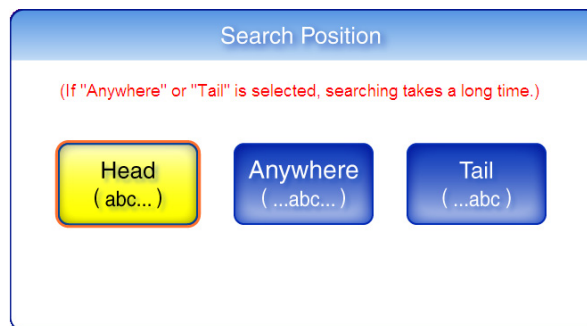 Search Position
(If "Anywhere" or "Tail" is selected, searching takes a long time.)
Head
( abc... )
Anywhere
( ...abc... )
Tail
( ...abc )